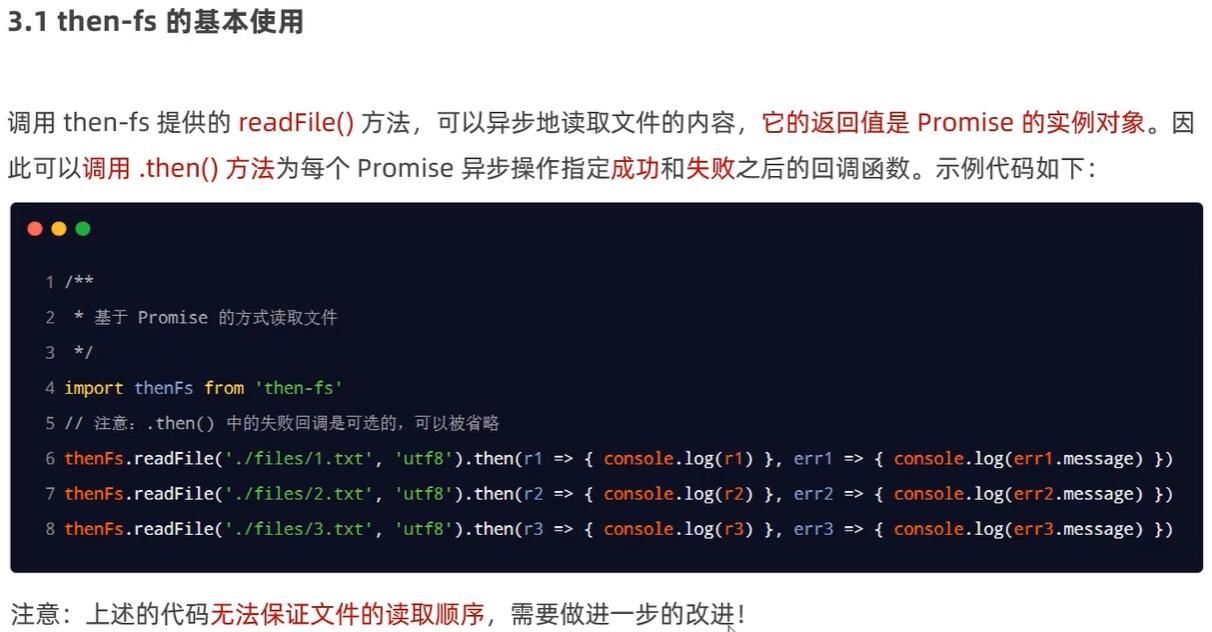 3.1 then-fs 的基本使用
调用 then-fs 提供的 readFile() 方法，可以异步地读取文件的内容，它的返回值是 Promise 的实例对象。因
此可以调用 .then() 方法为每个 Promise 异步操作指定成功和失败之后的回调函数。示例代码如下：
1 /**
2  * 基于 Promise 的方式读取文件
3  */
4 import thenFs from 'then-fs'
5 // 注意：.then() 中的失败回调是可选的，可以被省略
6 thenFs.readFile('./files/1.txt', 'utf8').then(r1 => { console.log(r1) }, err1 => { console.log(err1.message) })
7 thenFs.readFile('./files/2.txt', 'utf8').then(r2 => { console.log(r2) }, err2 => { console.log(err2.message) })
8 thenFs.readFile('./files/3.txt', 'utf8').then(r3 => { console.log(r3) }, err3 => { console.log(err3.message) })
注意：上述的代码无法保证文件的读取顺序，需要做进一步的改进！